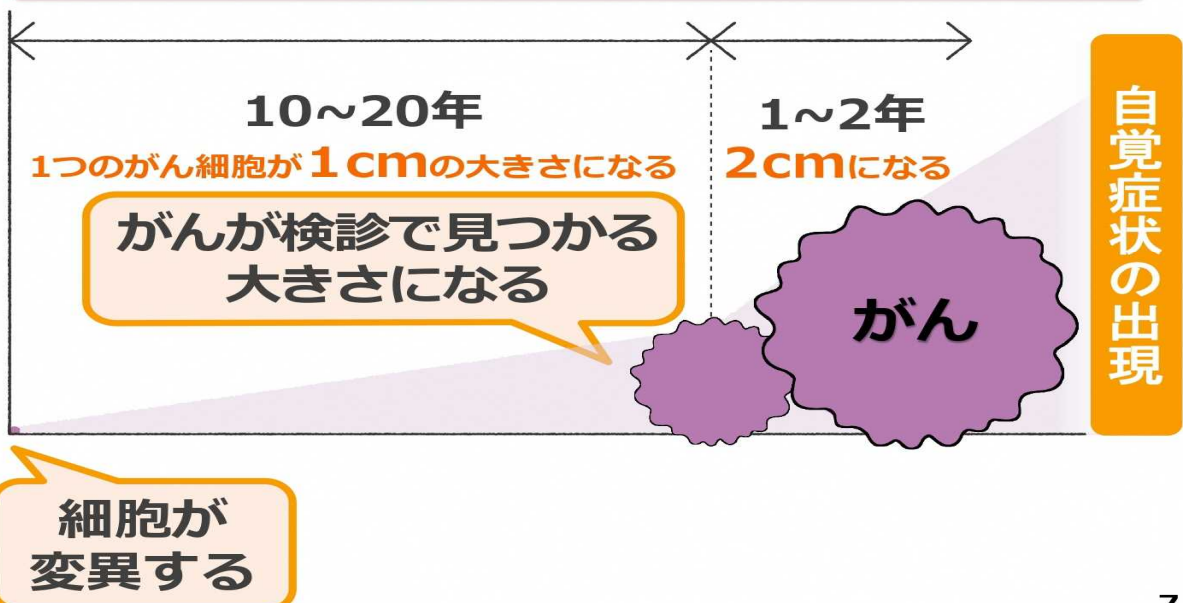 10~20年
1つのがん細胞が1cmの大きさになる
1~2年
2cmになる
がんが検診で見つかる
大きさになる
がん
自覚症状の出現
細胞が
変異する